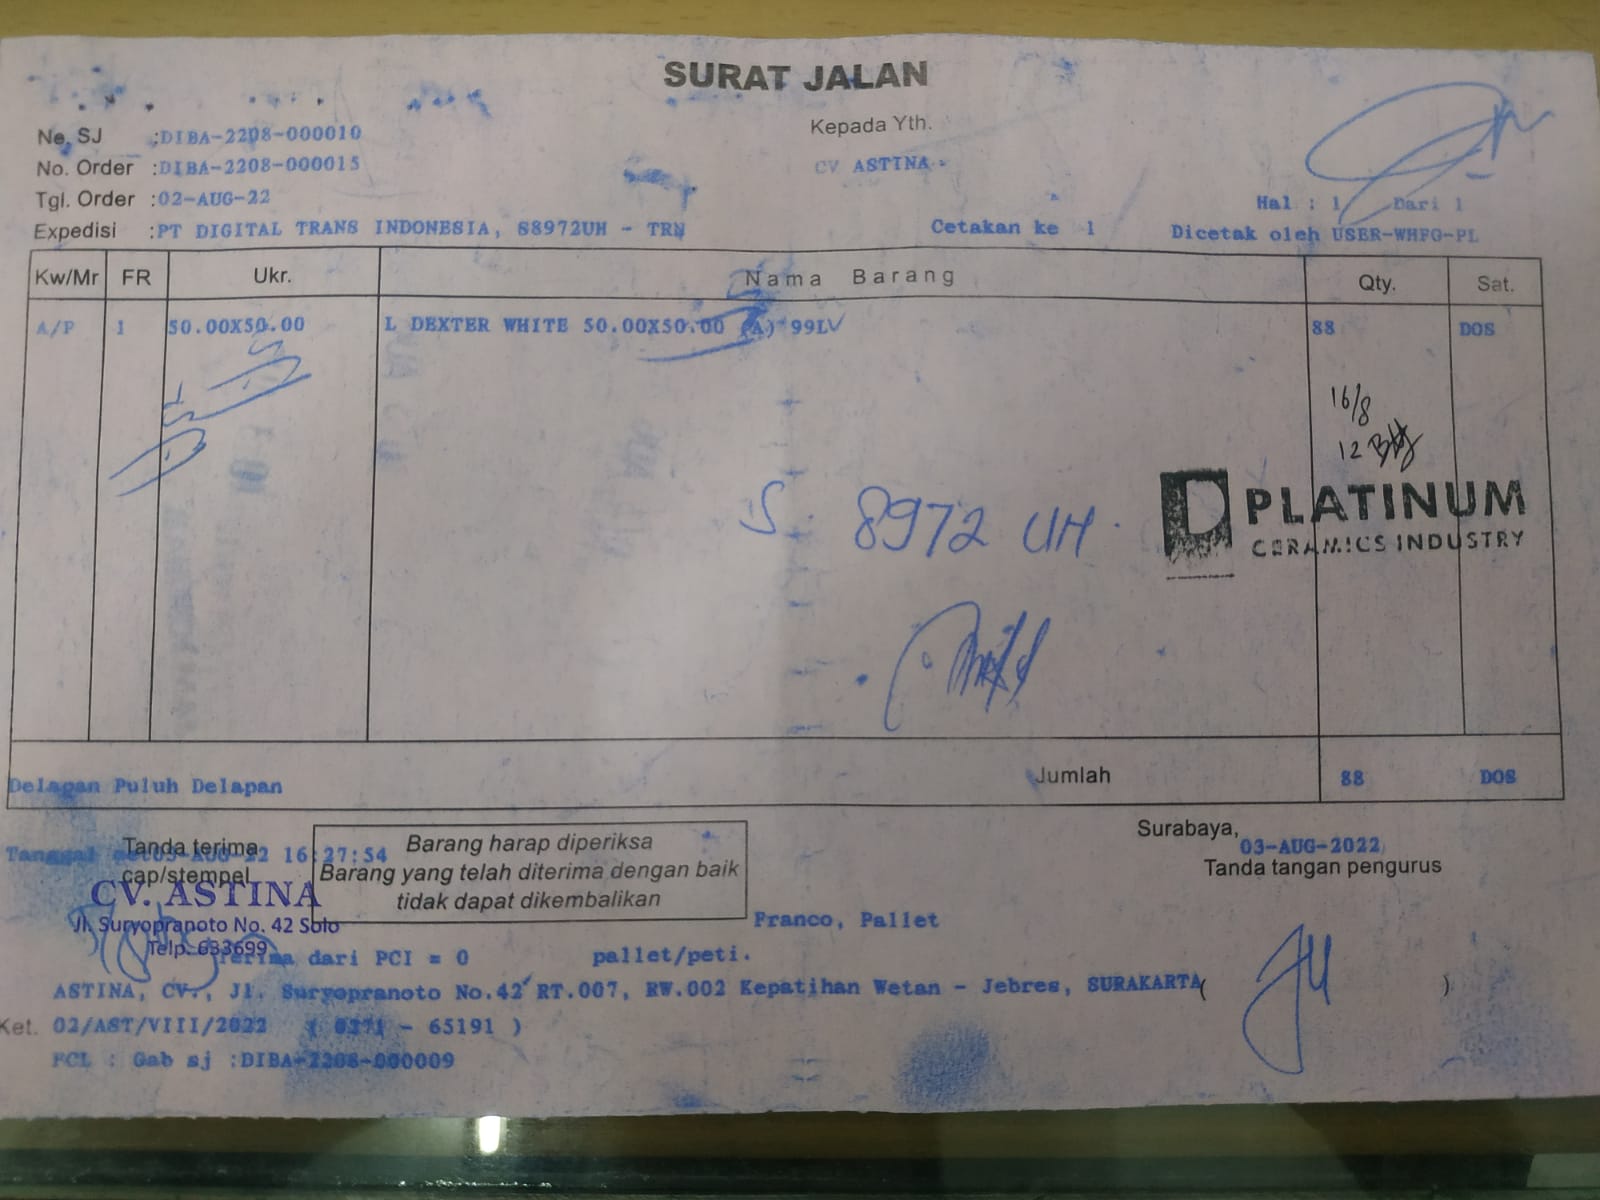 SURAT JALAN
No. SJ :DIBA-2208-000010
Kepada Yth.
No. Order :DIBA-2208-000015
CV ASTINA
Tgl. Order :02-AUG-22
Hal : 1 Dari 1
Expedisi :PT DIGITAL TRANS INDONESIA, S8972UH - TRN
Cetakan ke 1
Dicetak oleh USER-WHFG-PL
Kw/Mr FR Ukr. Nama Barang Qty. Sat.
A/P 1 50.00X50.00 L DEXTER WHITE 50.00X50.00 (A) 99L 88 DOS
16/8
12
S. 8972 UH
PLATINUM
CERAMICS INDUSTRY
Delapan Puluh Delapan Jumlah 88 DOS
Tanda terima
cap/stempel
Tanggal 16:27:54
CV. ASTINA
Jl. Suryopranoto No. 42 Solo
Telp. 633699
Barang harap diperiksa
Barang yang telah diterima dengan baik
tidak dapat dikembalikan
Surabaya, 03-AUG-2022
Tanda tangan pengurus
Franco, Pallet
Terima dari PCI = 0 pallet/peti.
ASTINA, CV., Jl. Suryopranoto No.42 RT.007, RW.002 Kepatihan Wetan - Jebres, SURAKARTA
( )
Ket. 02/AST/VIII/2022 ( 0271 - 65191 )
FCL : Gab sj :DIBA-2208-000009